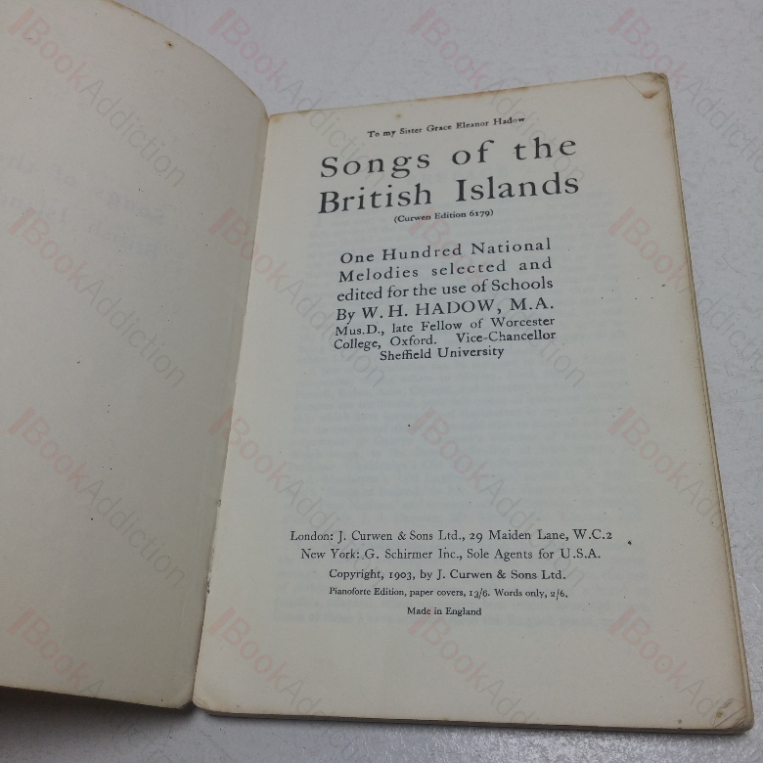 To my Sister Grace Eleanor Hadow
Songs of the
British Islands
(Curwen Edition 6179)
One Hundred National
Melodies selected and
edited for the use of Schools
By W. H. HADOW, M.A.
Mus.D., late Fellow of Worcester
College, Oxford. Vice-Chancellor
Sheffield University
London: J. Curwen & Sons Ltd., 29 Maiden Lane, W.C.2
New York: G. Schirmer Inc., Sole Agents for U.S.A.
Copyright, 1903, by J. Curwen & Sons Ltd.
Pianoforte Edition, paper covers, 13/6. Words only, 2/6.
Made in England
BookAddiction